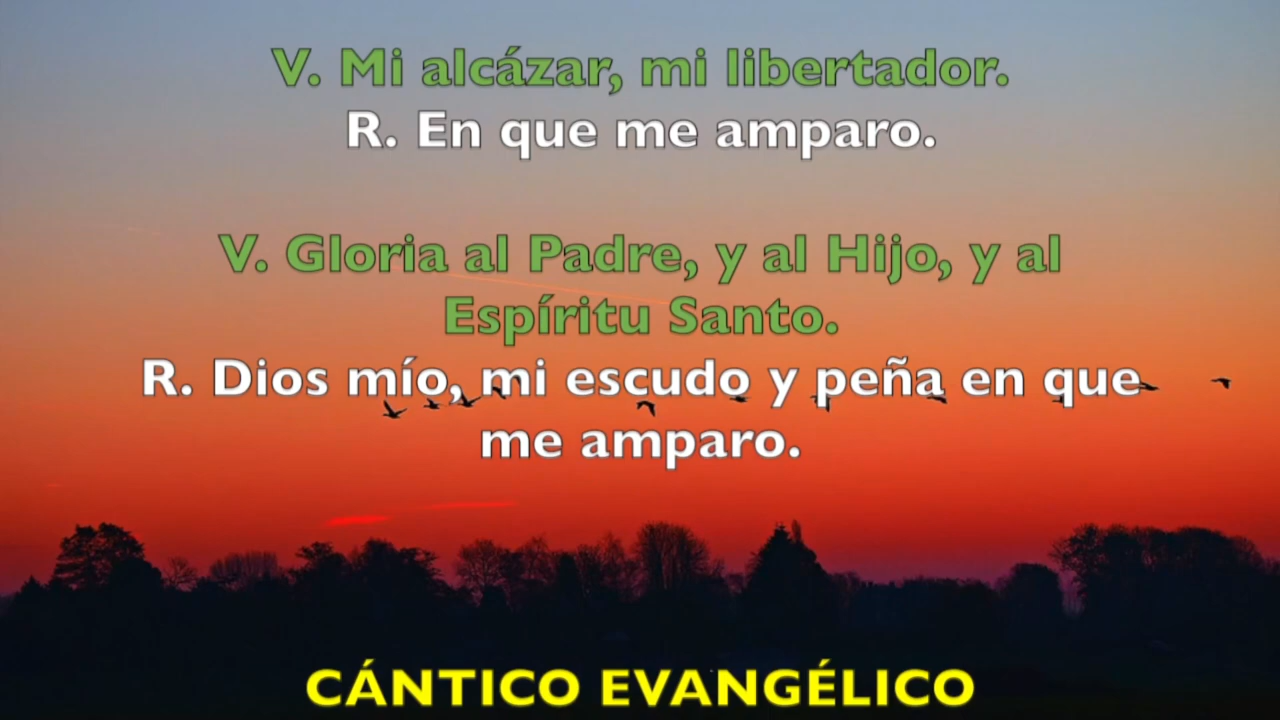 V. Mi alcázar, mi libertador.
R. En que me amparo.
V. Gloria al Padre, y al Hijo, y al
Espíritu Santo.
R. Dios mío, mi escudo y peña en que
me amparo.
CÁNTICO EVANGÉLICO